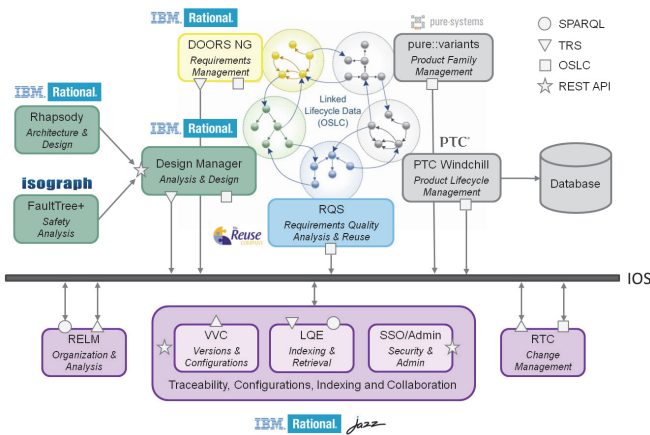 IBM. Rational.
pure-systems
SPARQL
TRS
OSLC
REST API
DOORS NG
Requirements
Management
pure::variants
Product Family
Management
IBM. Rational.
Rhapsody
Architecture &
Design
Linked
Lifecycle Data
(OSLC)
IBM. Rational.
Design Manager
Analysis & Design
PTC
PTC Windchill
Product Lifecycle
Management
Database
isograph
FaultTree+
Safety
Analysis
The
Reuse
COMPANY
RQS
Requirements Quality
Analysis & Reuse
IOS
RELM
Organization &
Analysis
VVC
Versions &
Configurations
LQE
Indexing &
Retrieval
SSO/Admin
Security &
Admin
RTC
Change
Management
Traceability, Configurations, Indexing and Collaboration
IBM. Rational. jazz